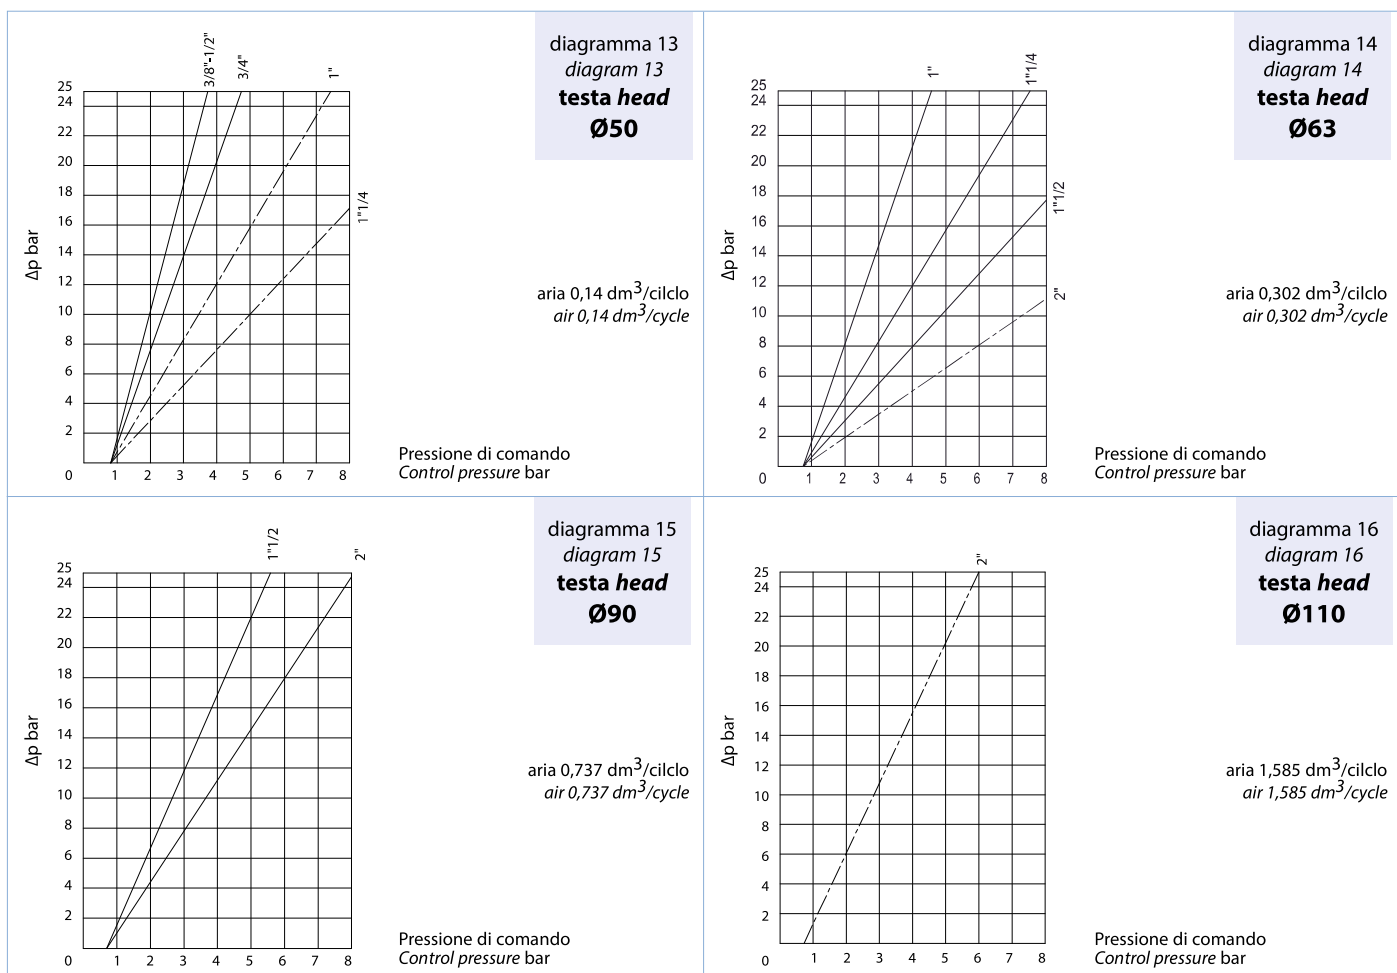 diagramma 13
diagram 13
testa head
Ø50
3/8"-1/2"
3/4"
1"
1"1/4
25
24
22
20
18
16
14
12
10
8
6
4
2
0 1 2 3 4 5 6 7 8
Δp bar
aria 0,14 dm³/cilclo
air 0,14 dm³/cycle
Pressione di comando
Control pressure bar
diagramma 14
diagram 14
testa head
Ø63
1"
1"1/4
1"1/2
2"
25
24
22
20
18
16
14
12
10
8
6
4
2
0 1 2 3 4 5 6 7 8
Δp bar
aria 0,302 dm³/cilclo
air 0,302 dm³/cycle
Pressione di comando
Control pressure bar
diagramma 15
diagram 15
testa head
Ø90
1"1/2
2"
25
24
22
20
18
16
14
12
10
8
6
4
2
0 1 2 3 4 5 6 7 8
Δp bar
aria 0,737 dm³/cilclo
air 0,737 dm³/cycle
Pressione di comando
Control pressure bar
diagramma 16
diagram 16
testa head
Ø110
2"
25
24
22
20
18
16
14
12
10
8
6
4
2
0 1 2 3 4 5 6 7 8
Δp bar
aria 1,585 dm³/cilclo
air 1,585 dm³/cycle
Pressione di comando
Control pressure bar